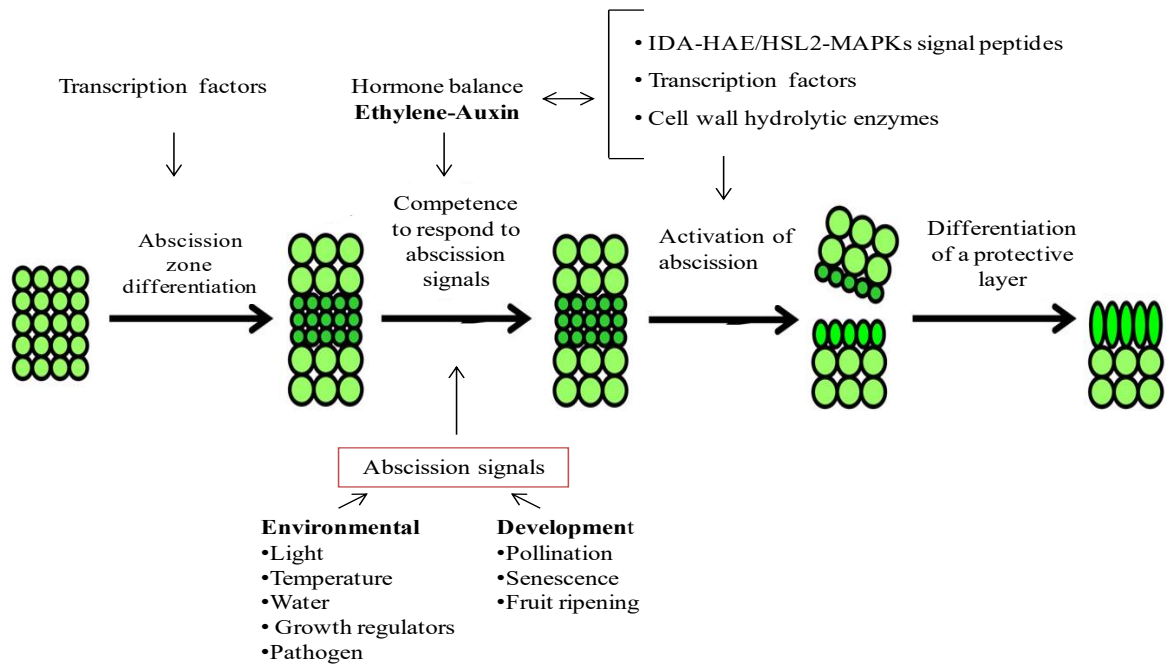 Transcription factors
Hormone balance
Ethylene-Auxin
• IDA-HAE/HSL2-MAPKs signal peptides
• Transcription factors
• Cell wall hydrolytic enzymes
Abscission
zone
differentiation
Competence
to respond to
abscission
signals
Activation of
abscission
Differentiation
of a protective
layer
Abscission signals
Environmental
•Light
•Temperature
•Water
• Growth regulators
•Pathogen
Development
•Pollination
•Senescence
•Fruit ripening